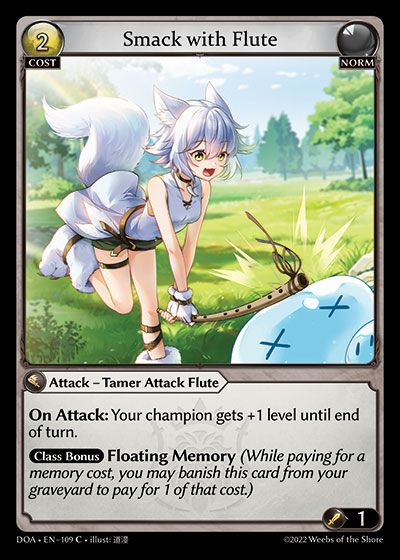 2
Smack with Flute
COST
NORM
Attack – Tamer Attack Flute
On Attack: Your champion gets +1 level until end
of turn.
Class Bonus Floating Memory (While paying for a
memory cost, you may banish this card from your
graveyard to pay for 1 of that cost.)
1
DOA • EN–109 C • illust: 道漫
©2022 Weebs of the Shore